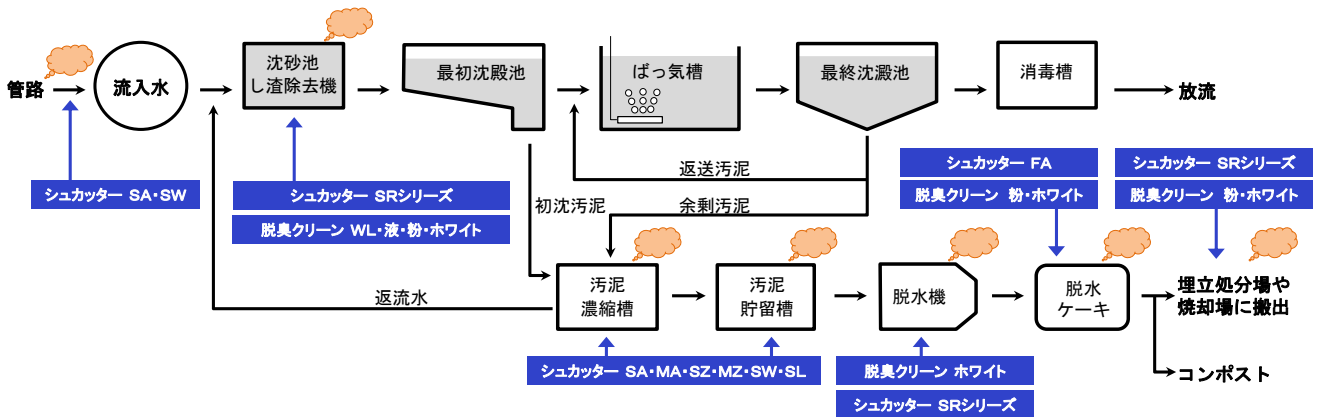 管路
流入水
沈砂池
し渣除去機
最初沈殿池
ばっ気槽
最終沈澱池
消毒槽
放流
シュカッター SA・SW
シュカッター SRシリーズ
脱臭クリーン WL・液・粉・ホワイト
返送汚泥
初沈汚泥
余剰汚泥
シュカッター FA
脱臭クリーン 粉・ホワイト
シュカッター SRシリーズ
脱臭クリーン 粉・ホワイト
返流水
汚泥
濃縮槽
汚泥
貯留槽
脱水機
脱水
ケーキ
埋立処分場や
焼却場に搬出
コンポスト
シュカッター SA・MA・SZ・MZ・SW・SL
脱臭クリーン ホワイト
シュカッター SRシリーズ